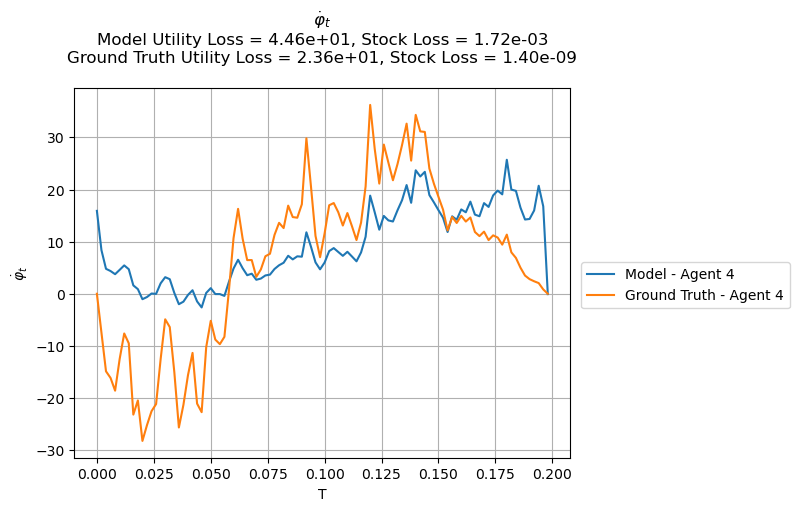 φ̇ₜ
Model Utility Loss = 4.46e+01, Stock Loss = 1.72e-03
Ground Truth Utility Loss = 2.36e+01, Stock Loss = 1.40e-09
30
20
10
0
−10
−20
−30
φ̇ₜ
0.000 0.025 0.050 0.075 0.100 0.125 0.150 0.175 0.200
T
Model - Agent 4
Ground Truth - Agent 4